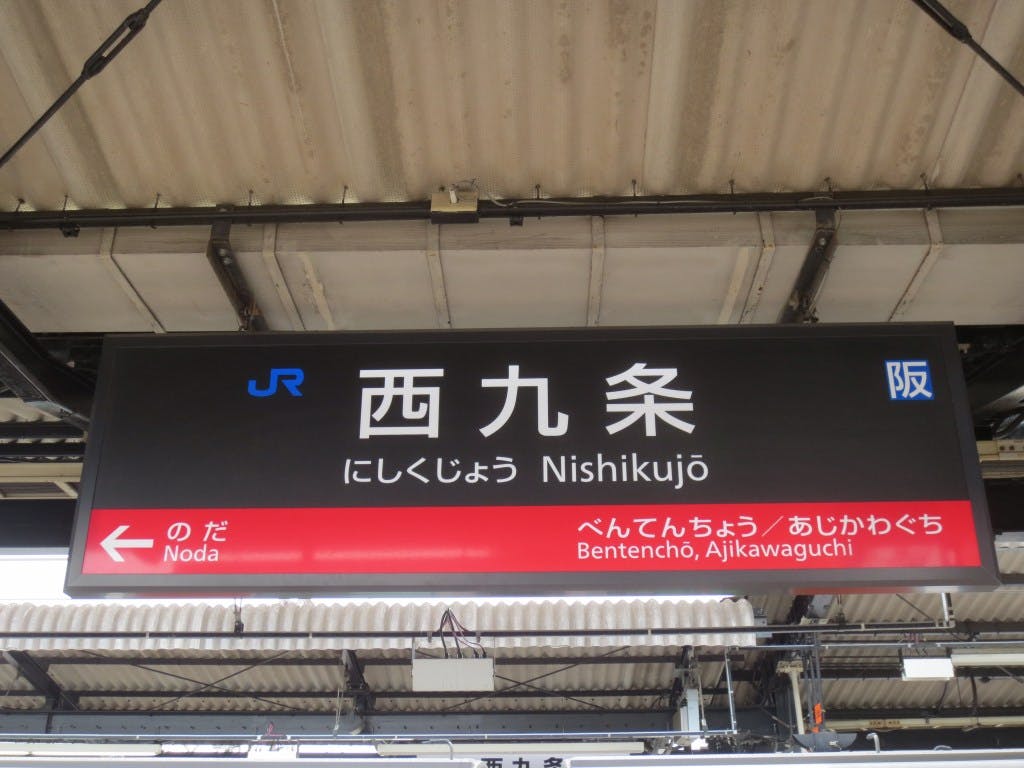 JR
西九条
阪
にしくじょう Nishikujō
← のだ
Noda
べんてんちょう／あじかわぐち
Bentenchō, Ajikawaguchi
西九条